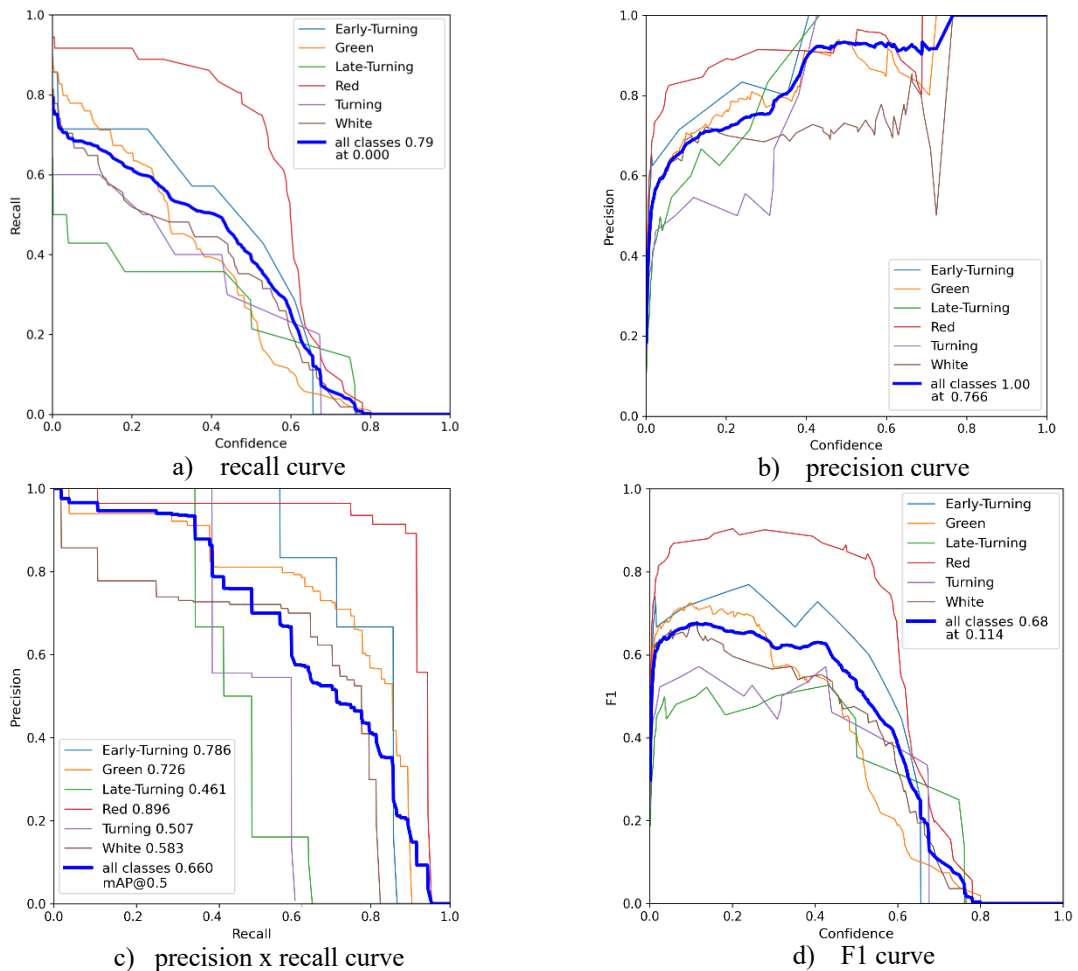 1.0
0.8
0.6
0.4
0.2
0.0
Recall
0.0 0.2 0.4 0.6 0.8 1.0
Confidence
Early-Turning
Green
Late-Turning
Red
Turning
White
all classes 0.79
at 0.000
a) recall curve
1.0
0.8
0.6
0.4
0.2
0.0
Precision
0.0 0.2 0.4 0.6 0.8 1.0
Confidence
Early-Turning
Green
Late-Turning
Red
Turning
White
all classes 1.00
at 0.766
b) precision curve
1.0
0.8
0.6
0.4
0.2
0.0
Precision
0.0 0.2 0.4 0.6 0.8 1.0
Recall
Early-Turning 0.786
Green 0.726
Late-Turning 0.461
Red 0.896
Turning 0.507
White 0.583
all classes 0.660
mAP@0.5
c) precision x recall curve
1.0
0.8
0.6
0.4
0.2
0.0
F1
0.0 0.2 0.4 0.6 0.8 1.0
Confidence
Early-Turning
Green
Late-Turning
Red
Turning
White
all classes 0.68
at 0.114
d) F1 curve